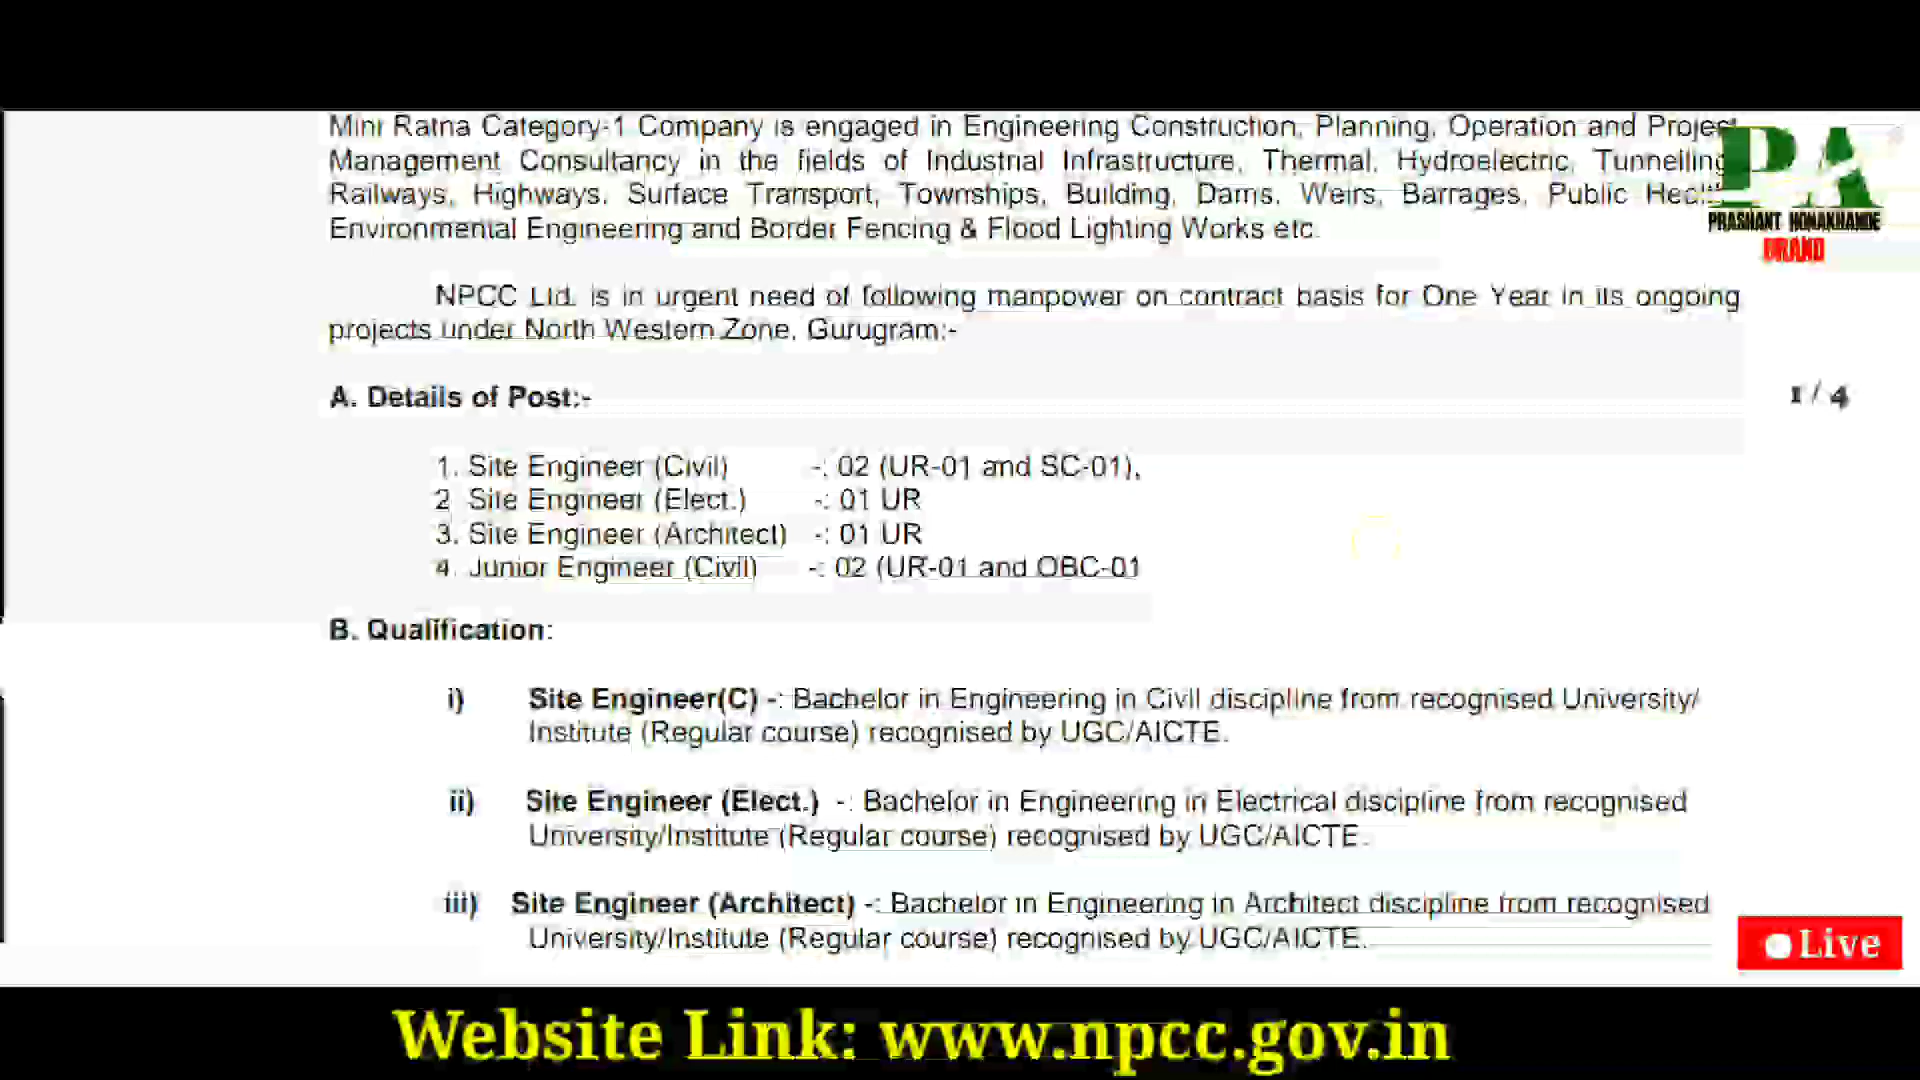 Mini Ratna Category-1 Company is engaged in Engineering Construction, Planning, Operation and Project
Management Consultancy in the fields of Industrial Infrastructure, Thermal, Hydroelectric, Tunnelling
Railways, Highways, Surface Transport, Townships, Building, Dams, Weirs, Barrages, Public Health
Environmental Engineering and Border Fencing & Flood Lighting Works etc.
PA
PRASHANT HONAKHANDE
BRAND
NPCC Ltd. is in urgent need of following manpower on contract basis for One Year in its ongoing
projects under North Western Zone, Gurugram:-
A. Details of Post:-
1 / 4
1. Site Engineer (Civil) -: 02 (UR-01 and SC-01),
2 Site Engineer (Elect.) -: 01 UR
3. Site Engineer (Architect) -: 01 UR
4. Junior Engineer (Civil) -: 02 (UR-01 and OBC-01
B. Qualification:
i) Site Engineer(C) -: Bachelor in Engineering in Civil discipline from recognised University/
Institute (Regular course) recognised by UGC/AICTE.
ii) Site Engineer (Elect.) -: Bachelor in Engineering in Electrical discipline from recognised
University/Institute (Regular course) recognised by UGC/AICTE.
iii) Site Engineer (Architect) -: Bachelor in Engineering in Architect discipline from recognised
University/Institute (Regular course) recognised by UGC/AICTE.
Live
Website Link: www.npcc.gov.in